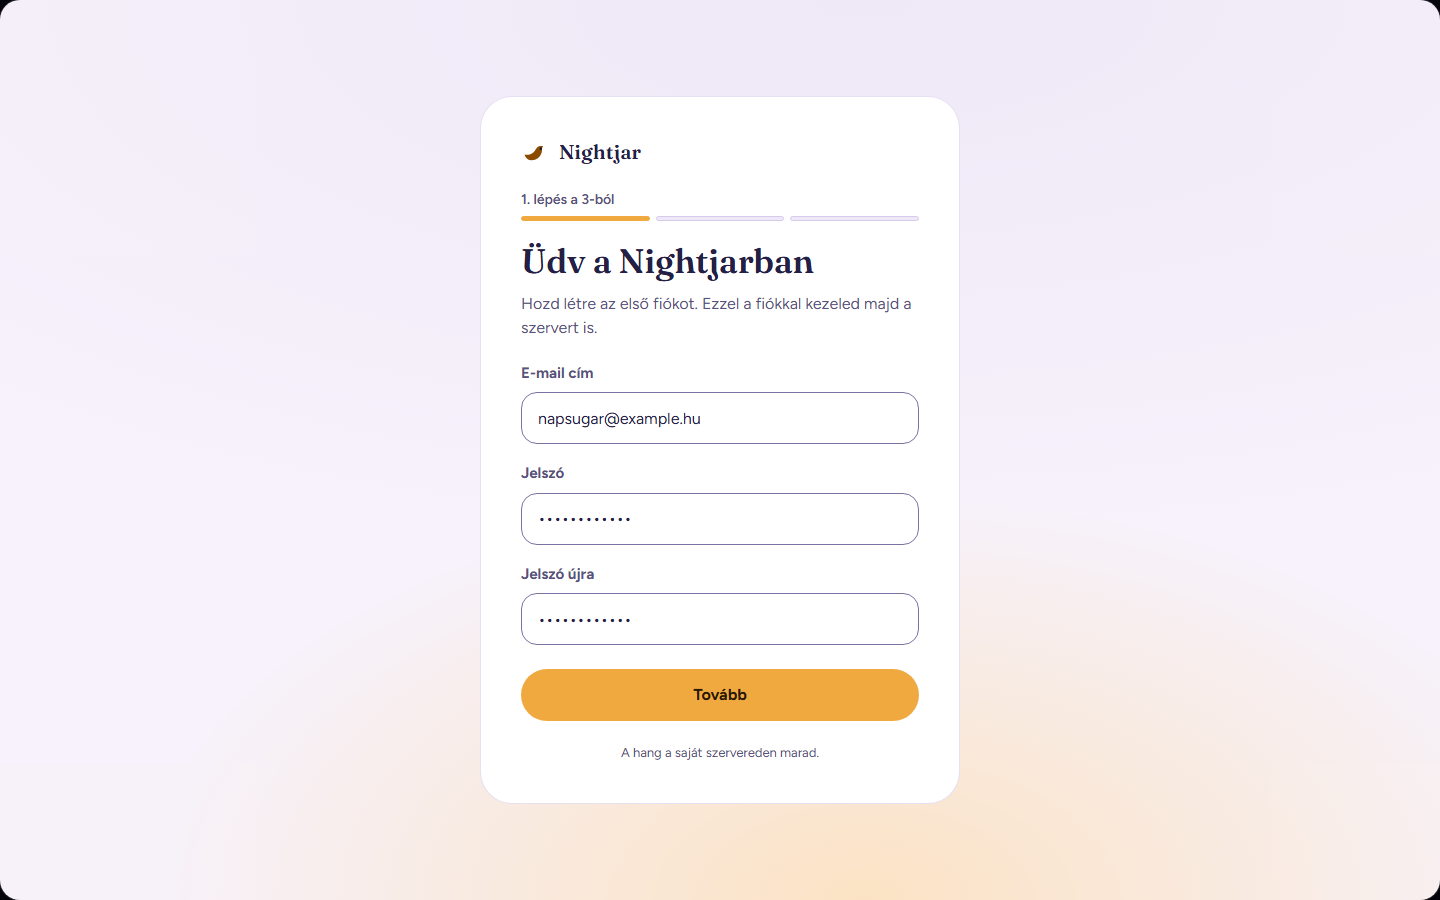 Nightjar
1. lépés a 3-ból
Üdv a Nightjarban
Hozd létre az első fiókot. Ezzel a fiókkal kezeled majd a
szervert is.
E-mail cím
napsugar@example.hu
Jelszó
••••••••••••
Jelszó újra
••••••••••••
Tovább
A hang a saját szervereden marad.